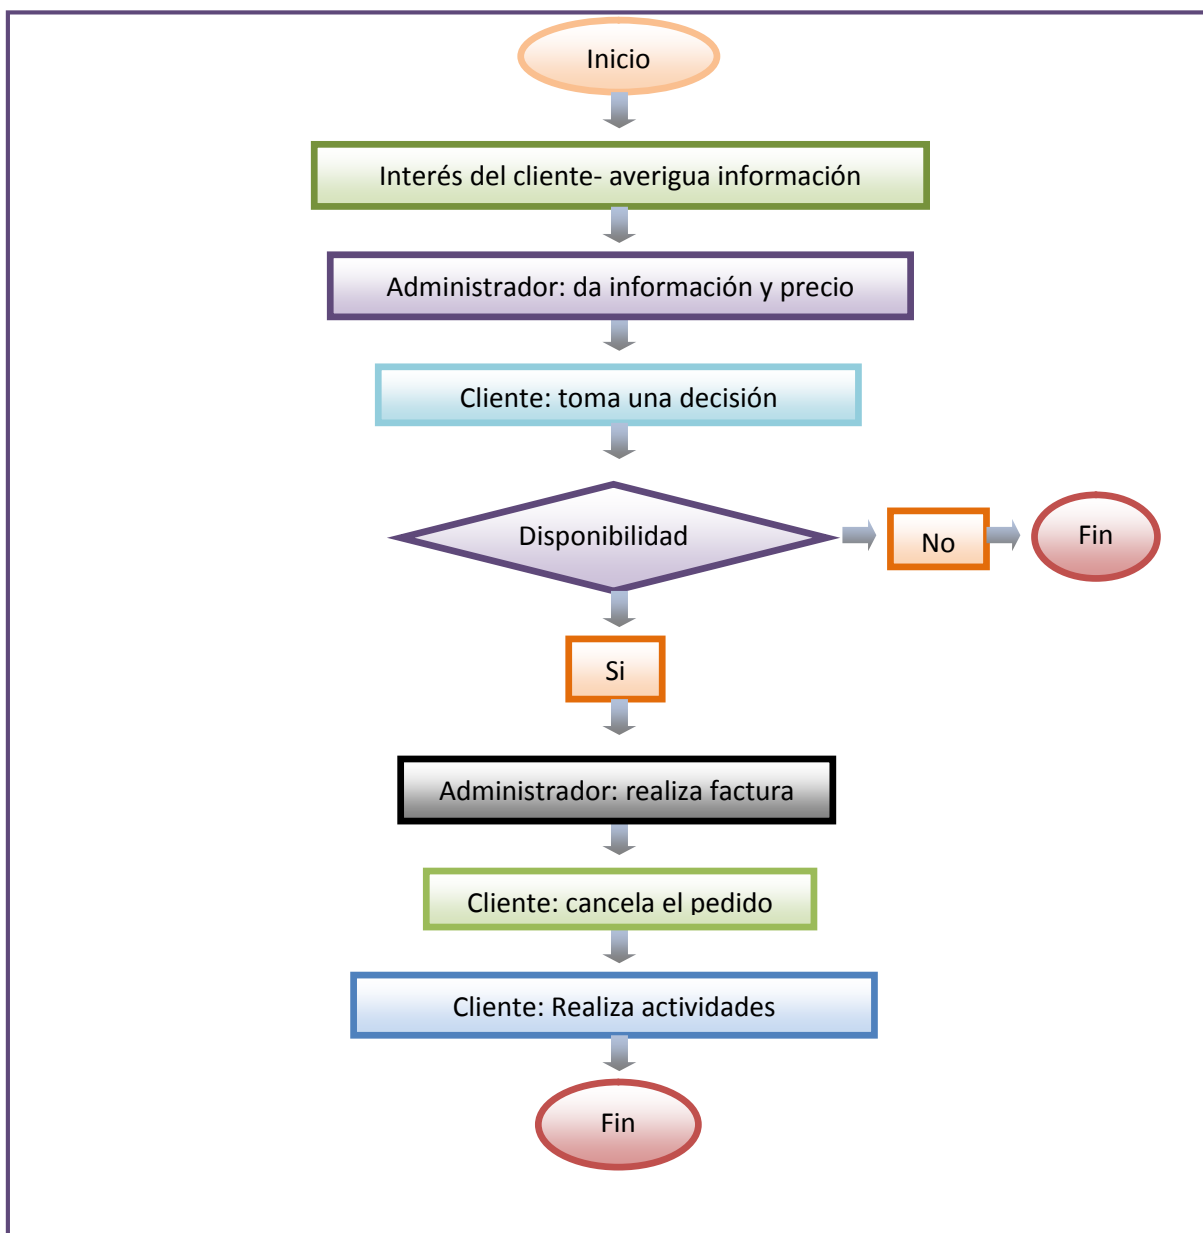 Inicio
Interés del cliente- averigua información
Administrador: da información y precio
Cliente: toma una decisión
Disponibilidad
No
Fin
Si
Administrador: realiza factura
Cliente: cancela el pedido
Cliente: Realiza actividades
Fin